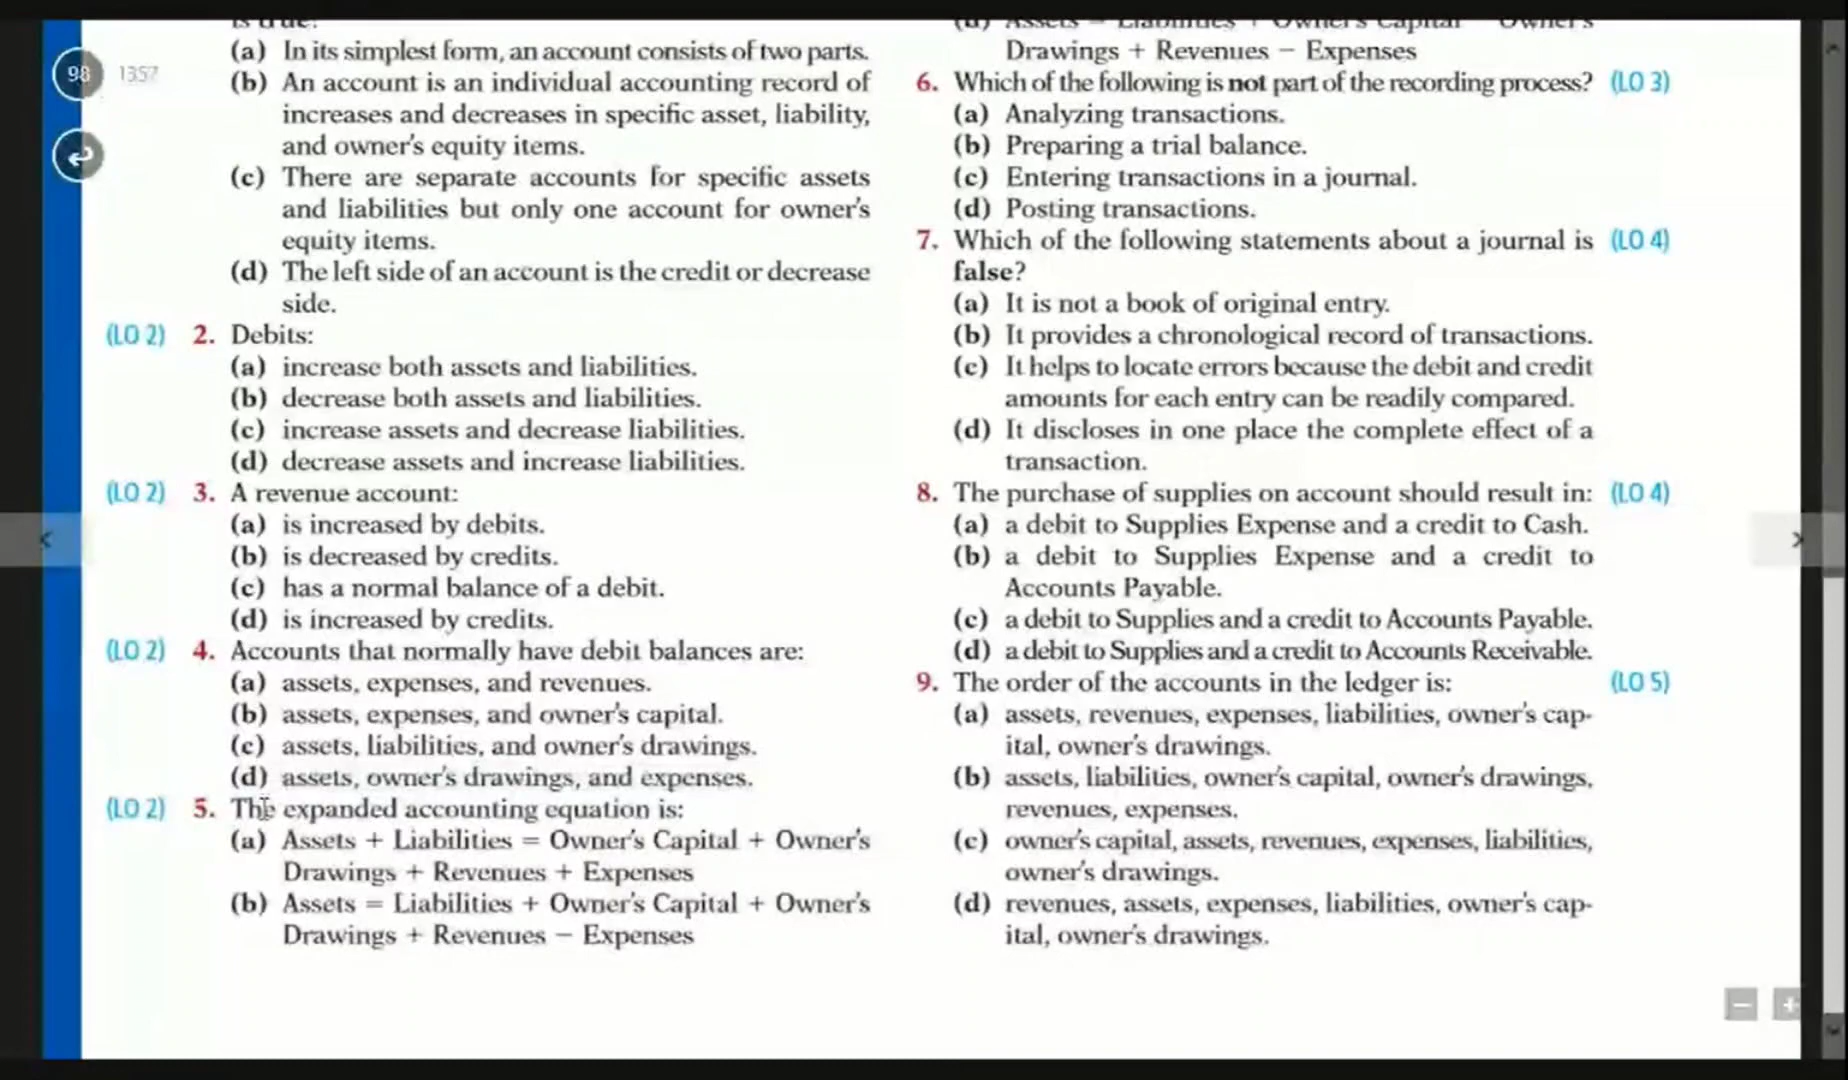 98 1357
is true?
(a) In its simplest form, an account consists of two parts.
(b) An account is an individual accounting record of
increases and decreases in specific asset, liability,
and owner's equity items.
(c) There are separate accounts for specific assets
and liabilities but only one account for owner's
equity items.
(d) The left side of an account is the credit or decrease
side.
(LO 2) 2. Debits:
(a) increase both assets and liabilities.
(b) decrease both assets and liabilities.
(c) increase assets and decrease liabilities.
(d) decrease assets and increase liabilities.
(LO 2) 3. A revenue account:
(a) is increased by debits.
(b) is decreased by credits.
(c) has a normal balance of a debit.
(d) is increased by credits.
(LO 2) 4. Accounts that normally have debit balances are:
(a) assets, expenses, and revenues.
(b) assets, expenses, and owner's capital.
(c) assets, liabilities, and owner's drawings.
(d) assets, owner's drawings, and expenses.
(LO 2) 5. The expanded accounting equation is:
(a) Assets + Liabilities = Owner's Capital + Owner's
Drawings + Revenues + Expenses
(b) Assets = Liabilities + Owner's Capital + Owner's
Drawings + Revenues − Expenses
(d) Assets = Liabilities + Owner's Capital − Owner's
Drawings + Revenues − Expenses
6. Which of the following is not part of the recording process? (LO 3)
(a) Analyzing transactions.
(b) Preparing a trial balance.
(c) Entering transactions in a journal.
(d) Posting transactions.
7. Which of the following statements about a journal is (LO 4)
false?
(a) It is not a book of original entry.
(b) It provides a chronological record of transactions.
(c) It helps to locate errors because the debit and credit
amounts for each entry can be readily compared.
(d) It discloses in one place the complete effect of a
transaction.
8. The purchase of supplies on account should result in: (LO 4)
(a) a debit to Supplies Expense and a credit to Cash.
(b) a debit to Supplies Expense and a credit to
Accounts Payable.
(c) a debit to Supplies and a credit to Accounts Payable.
(d) a debit to Supplies and a credit to Accounts Receivable.
9. The order of the accounts in the ledger is: (LO 5)
(a) assets, revenues, expenses, liabilities, owner's cap-
ital, owner's drawings.
(b) assets, liabilities, owner's capital, owner's drawings,
revenues, expenses.
(c) owner's capital, assets, revenues, expenses, liabilities,
owner's drawings.
(d) revenues, assets, expenses, liabilities, owner's cap-
ital, owner's drawings.